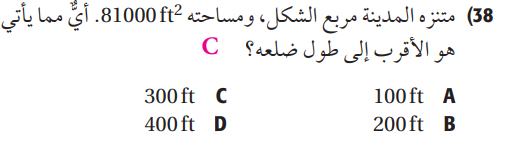 38) متنزه المدينة مربع الشكل، ومساحته 81000 ft². أيٌّ مما يأتي
هو الأقرب إلى طول ضلعه؟ C
100 ft A
300 ft C
200 ft B
400 ft D